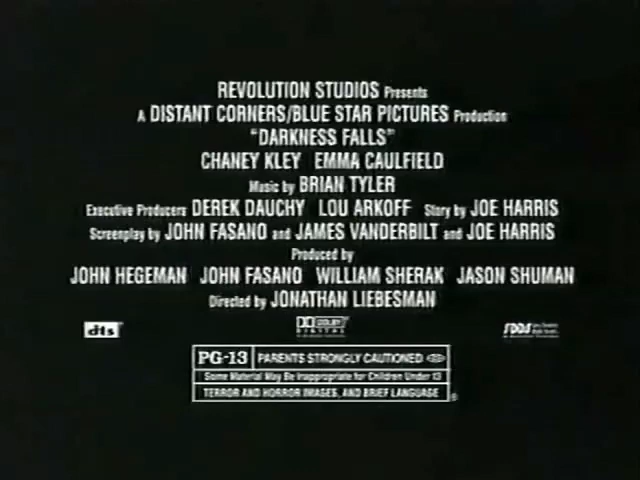 REVOLUTION STUDIOS Presents
A DISTANT CORNERS/BLUE STAR PICTURES Production
"DARKNESS FALLS"
CHANEY KLEY EMMA CAULFIELD
Music by BRIAN TYLER
Executive Producers DEREK DAUCHY LOU ARKOFF Story by JOE HARRIS
Screenplay by JOHN FASANO and JAMES VANDERBILT and JOE HARRIS
Produced by
JOHN HEGEMAN JOHN FASANO WILLIAM SHERAK JASON SHUMAN
Directed by JONATHAN LIEBESMAN
dts
DOLBY
DIGITAL
SDDS
PG-13 PARENTS STRONGLY CAUTIONED
Some Material May Be Inappropriate for Children Under 13
TERROR AND HORROR IMAGES, AND BRIEF LANGUAGE
®